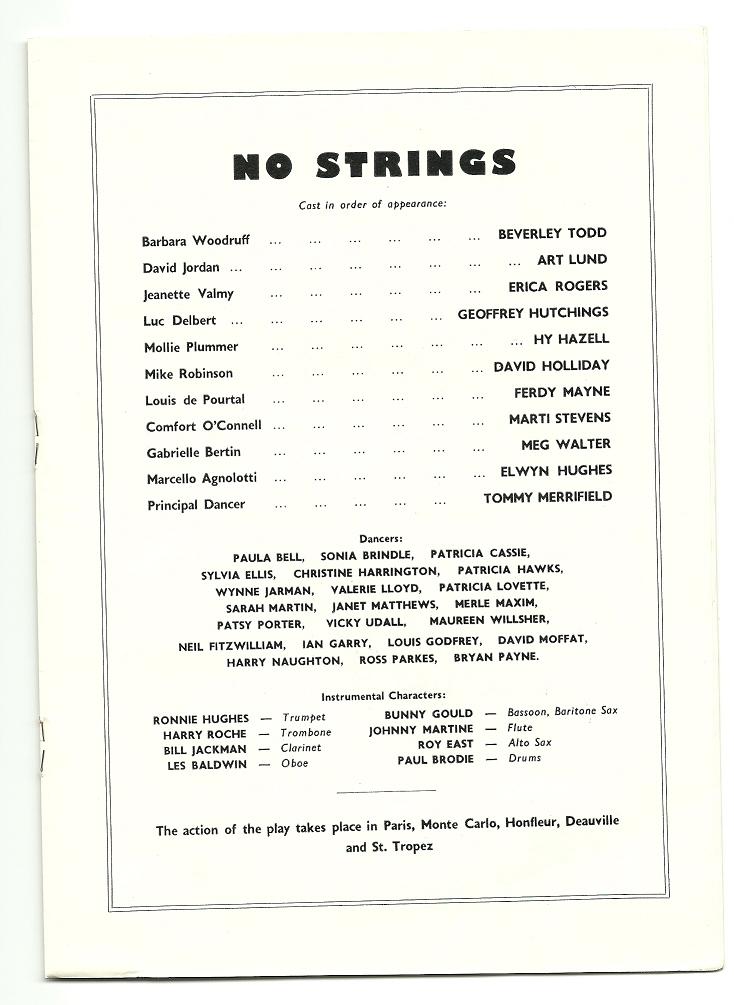 NO STRINGS
Cast in order of appearance:
Barbara Woodruff ... ... ... ... ... ... BEVERLEY TODD
David Jordan ... ... ... ... ... ... ... ART LUND
Jeanette Valmy ... ... ... ... ... ... ERICA ROGERS
Luc Delbert ... ... ... ... ... ... GEOFFREY HUTCHINGS
Mollie Plummer ... ... ... ... ... ... ... HY HAZELL
Mike Robinson ... ... ... ... ... ... DAVID HOLLIDAY
Louis de Pourtal ... ... ... ... ... ... FERDY MAYNE
Comfort O'Connell ... ... ... ... ... ... MARTI STEVENS
Gabrielle Bertin ... ... ... ... ... ... MEG WALTER
Marcello Agnolotti ... ... ... ... ... ... ELWYN HUGHES
Principal Dancer ... ... ... ... ... TOMMY MERRIFIELD
Dancers:
PAULA BELL, SONIA BRINDLE, PATRICIA CASSIE,
SYLVIA ELLIS, CHRISTINE HARRINGTON, PATRICIA HAWKS,
WYNNE JARMAN, VALERIE LLOYD, PATRICIA LOVETTE,
SARAH MARTIN, JANET MATTHEWS, MERLE MAXIM,
PATSY PORTER, VICKY UDALL, MAUREEN WILLSHER,
NEIL FITZWILLIAM, IAN GARRY, LOUIS GODFREY, DAVID MOFFAT,
HARRY NAUGHTON, ROSS PARKES, BRYAN PAYNE.
Instrumental Characters:
RONNIE HUGHES — Trumpet
HARRY ROCHE — Trombone
BILL JACKMAN — Clarinet
LES BALDWIN — Oboe
BUNNY GOULD — Bassoon, Baritone Sax
JOHNNY MARTINE — Flute
ROY EAST — Alto Sax
PAUL BRODIE — Drums
The action of the play takes place in Paris, Monte Carlo, Honfleur, Deauville
and St. Tropez